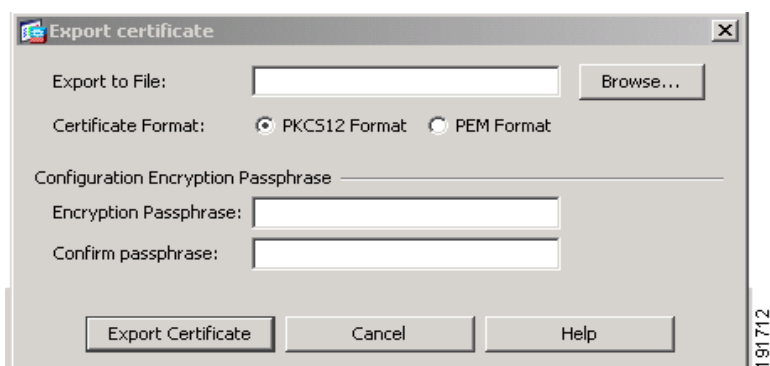 Export certificate
Export to File:
Browse...
Certificate Format: PKCS12 Format PEM Format
Configuration Encryption Passphrase
Encryption Passphrase:
Confirm passphrase:
Export Certificate Cancel Help
191712